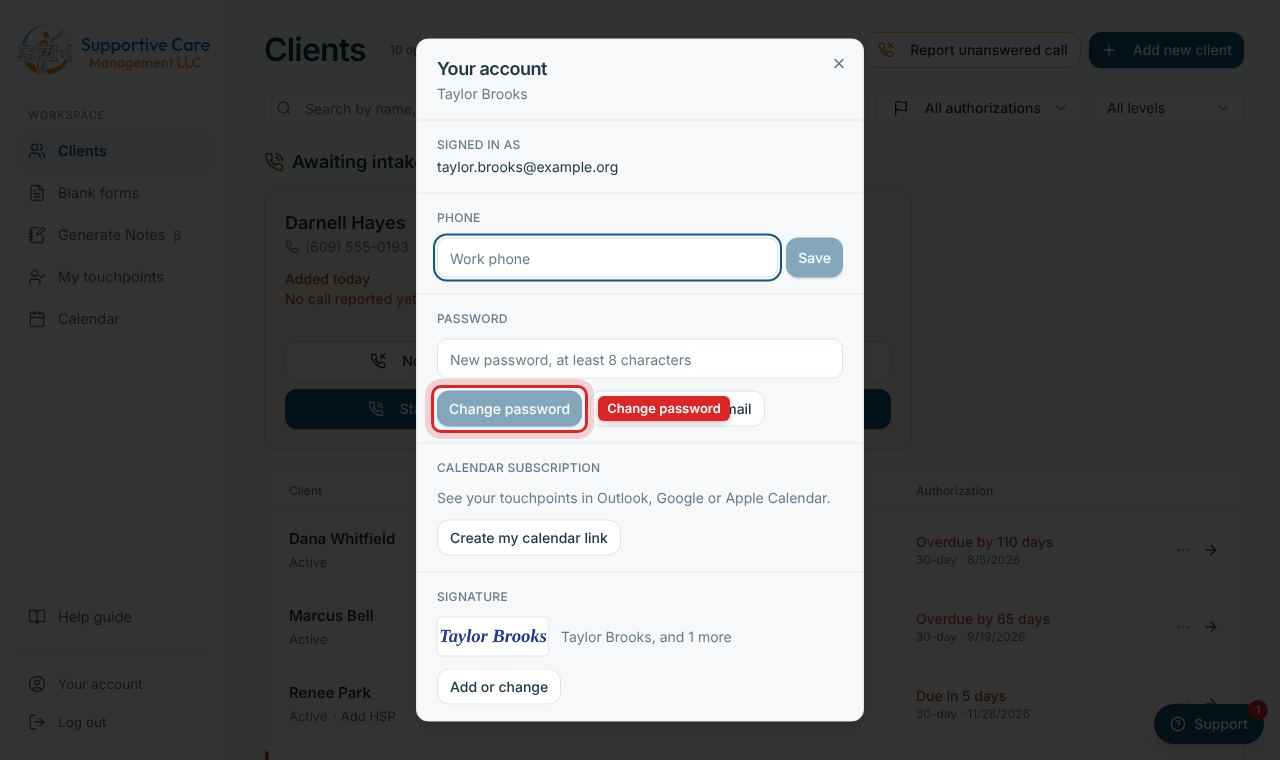 Supportive Care
Management LLC
WORKSPACE
Clients
Blank forms
Generate Notes β
My touchpoints
Calendar
Help guide
Your account
Log out
Clients
10
Report unanswered call
Add new client
Search by name,
All authorizations
All levels
Awaiting intake
Darnell Hayes
(609) 555-0193
Added today
No call reported yet
Client
Authorization
Dana Whitfield
Active
Overdue by 110 days
30-day · 8/5/2026
Marcus Bell
Active
Overdue by 65 days
30-day · 9/19/2026
Renee Park
Active · Add HSP
Due in 5 days
30-day · 11/28/2026
Your account
Taylor Brooks
SIGNED IN AS
taylor.brooks@example.org
PHONE
Work phone
Save
PASSWORD
New password, at least 8 characters
Change password
Change password
CALENDAR SUBSCRIPTION
See your touchpoints in Outlook, Google or Apple Calendar.
Create my calendar link
SIGNATURE
Taylor Brooks
Taylor Brooks, and 1 more
Add or change
Support
1